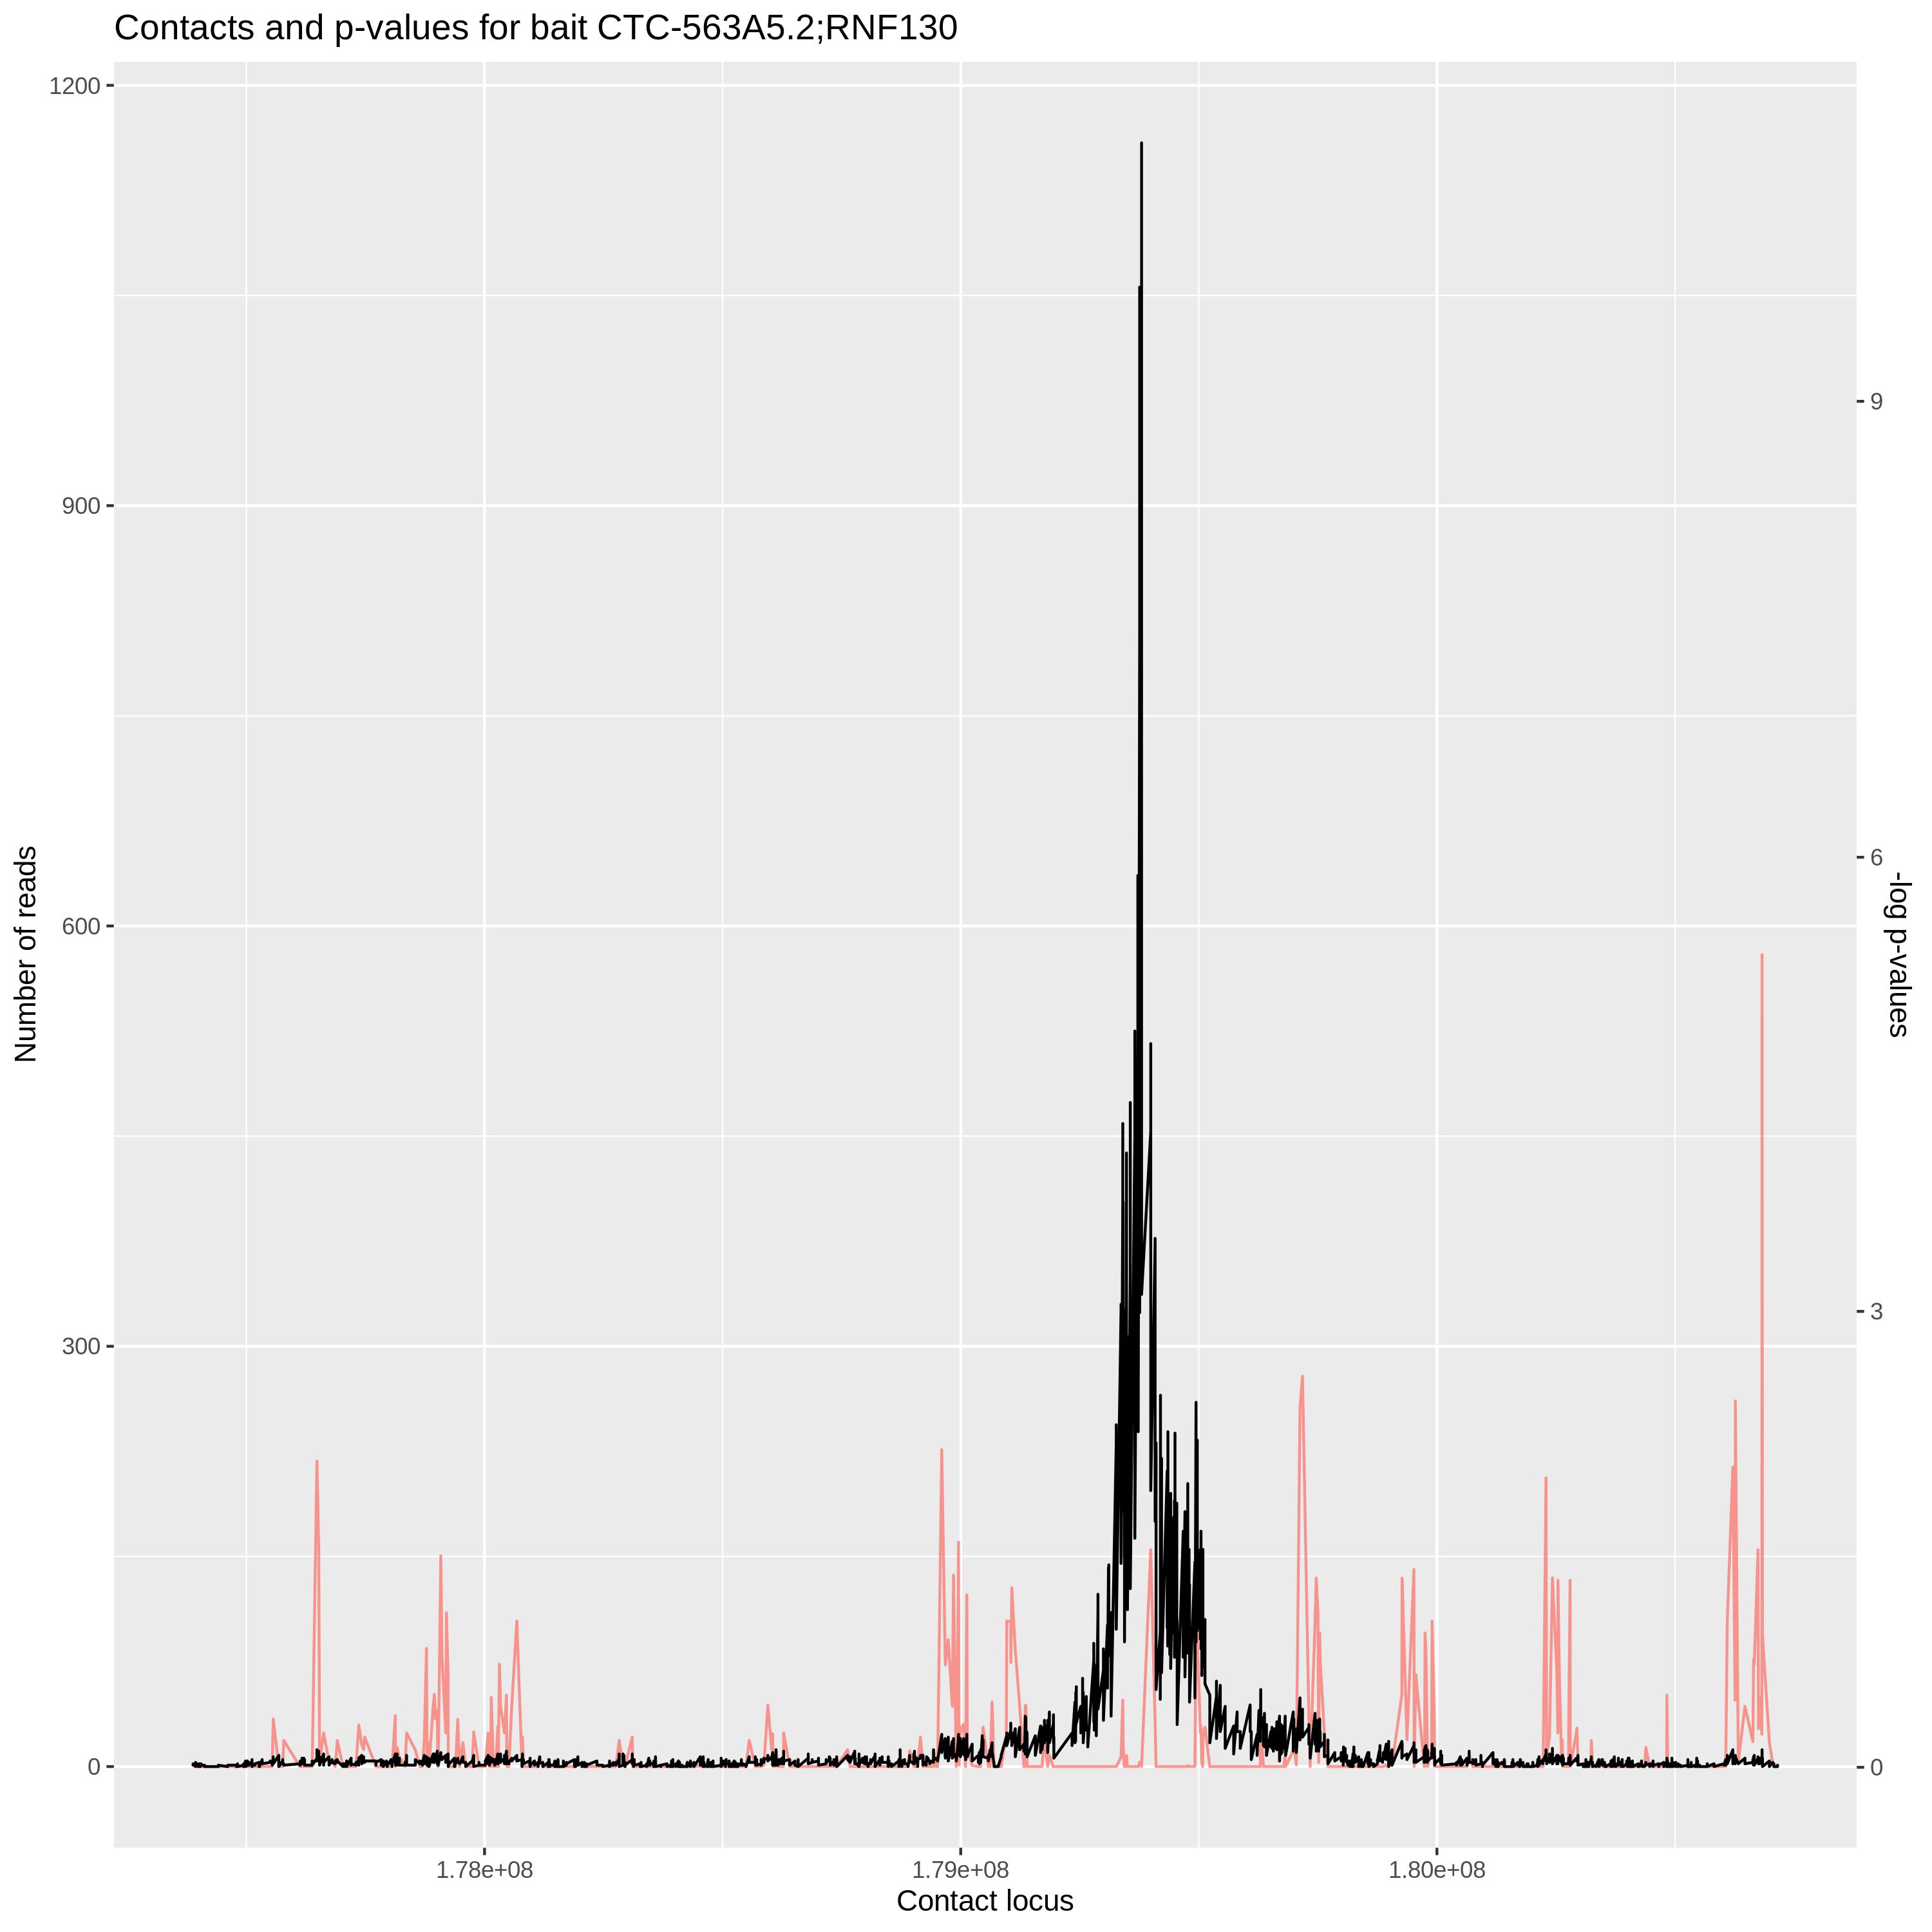 Contacts and p-values for bait CTC-563A5.2;RNF130
1200
900
600
300
0
Number of reads
9
6
3
0
-log p-values
1.78e+08 1.79e+08 1.80e+08
Contact locus